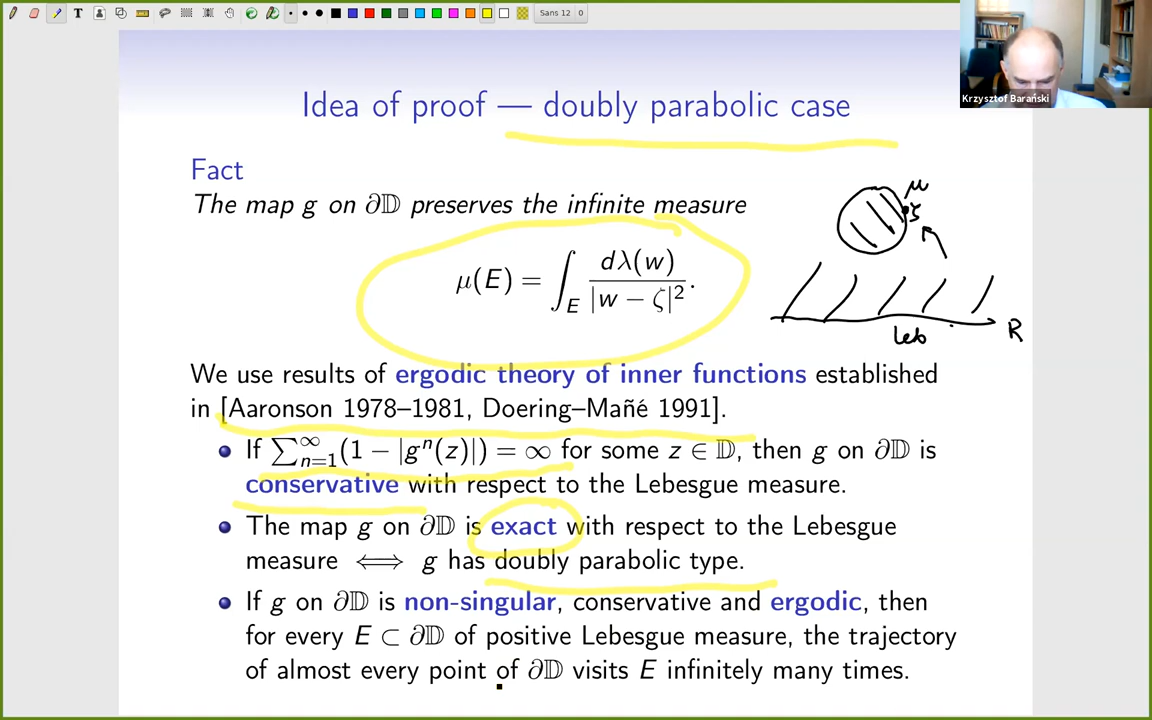 Sans 12 0
Krzysztof Barański
Idea of proof — doubly parabolic case
Fact
The map g on ∂𝔻 preserves the infinite measure
μ(E) = ∫_E dλ(w) / |w − ζ|².
μ
ζ
Leb
R
We use results of ergodic theory of inner functions established
in [Aaronson 1978–1981, Doering–Mañé 1991].
If ∑_{n=1}^∞ (1 − |gⁿ(z)|) = ∞ for some z ∈ 𝔻, then g on ∂𝔻 is
conservative with respect to the Lebesgue measure.
The map g on ∂𝔻 is exact with respect to the Lebesgue
measure ⟺ g has doubly parabolic type.
If g on ∂𝔻 is non-singular, conservative and ergodic, then
for every E ⊂ ∂𝔻 of positive Lebesgue measure, the trajectory
of almost every point of ∂𝔻 visits E infinitely many times.